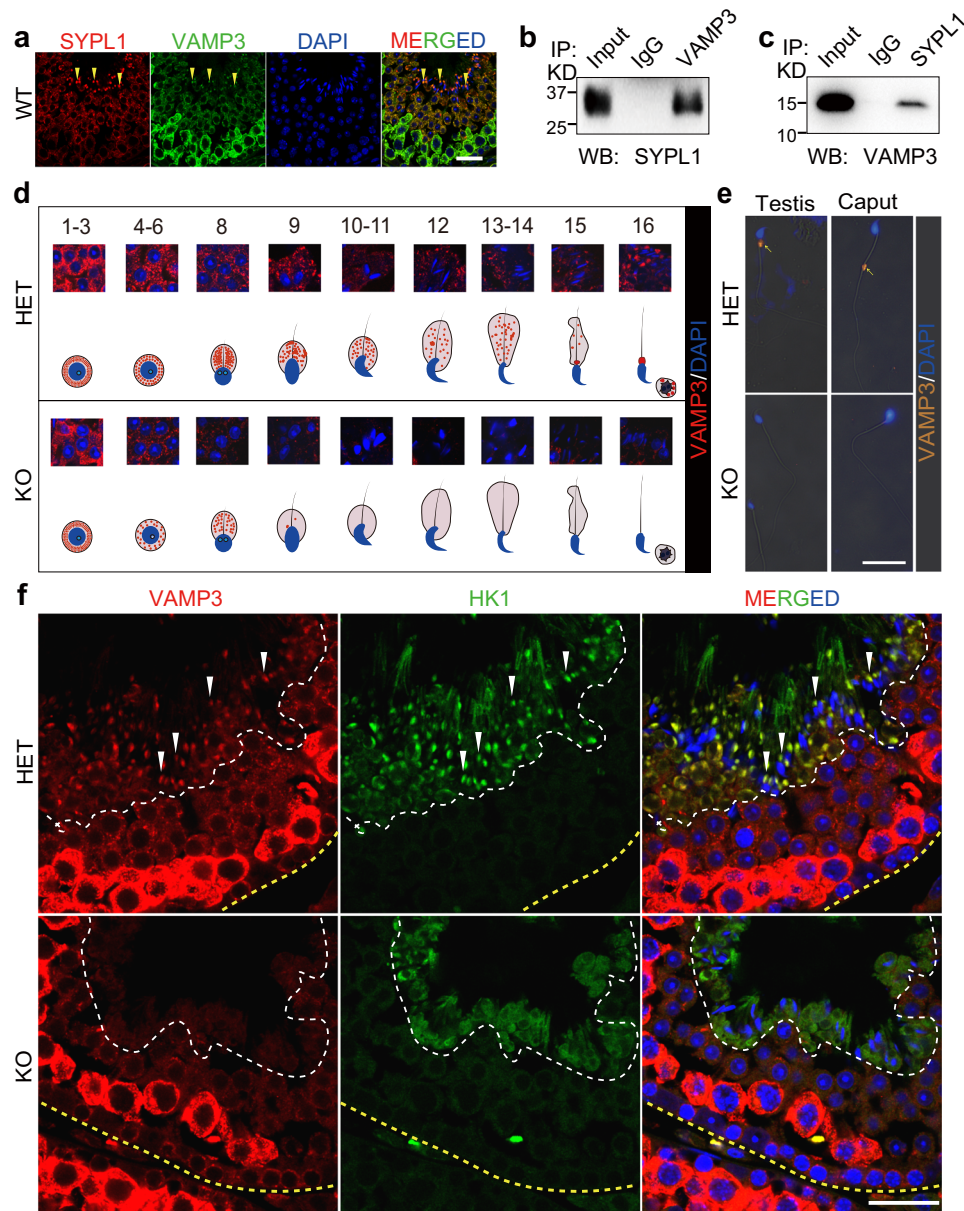 a
SYPL1 VAMP3 DAPI MERGED
WT
b
IP: Input IgG VAMP3
KD
37
25
WB: SYPL1
c
IP: Input IgG SYPL1
KD
15
10
WB: VAMP3
d
1-3 4-6 8 9 10-11 12 13-14 15 16
HET
KO
VAMP3/DAPI
e
Testis Caput
HET
KO
VAMP3/DAPI
f
VAMP3 HK1 MERGED
HET
KO